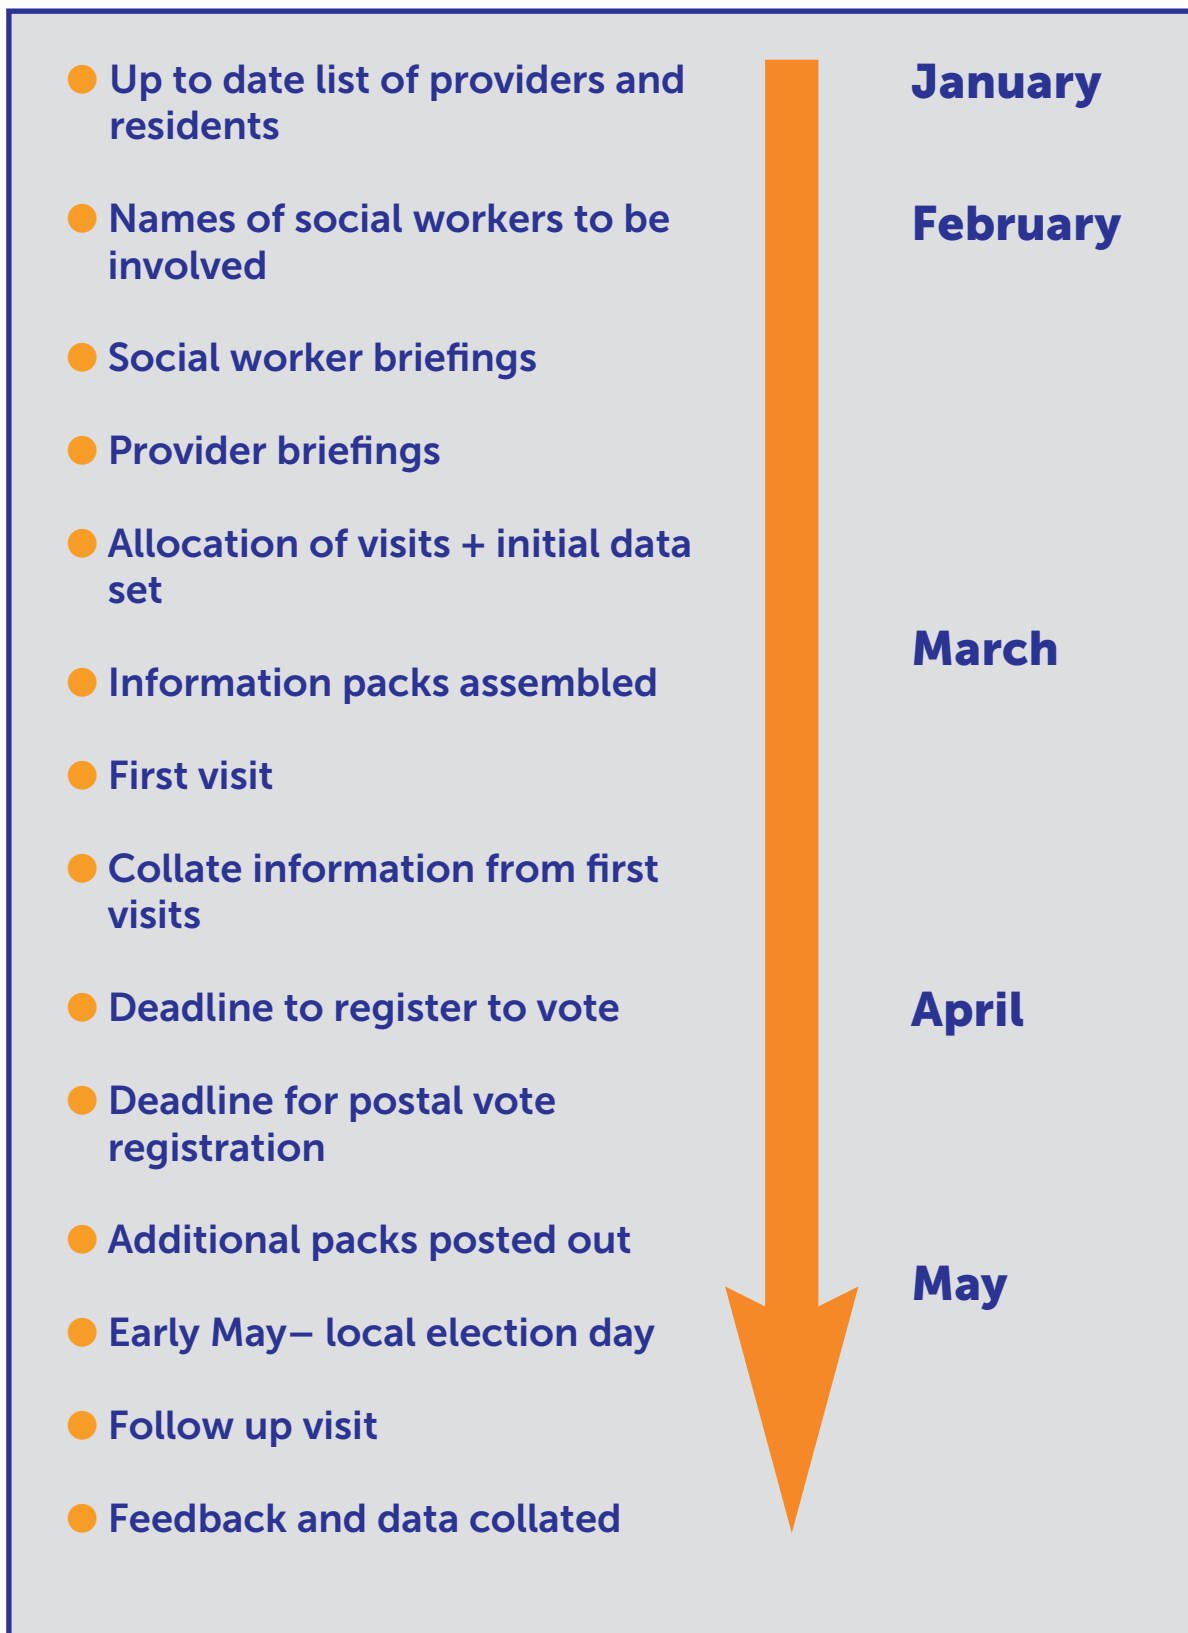 Up to date list of providers and
residents
January
Names of social workers to be
involved
February
Social worker briefings
Provider briefings
Allocation of visits + initial data
set
March
Information packs assembled
First visit
Collate information from first
visits
Deadline to register to vote
April
Deadline for postal vote
registration
Additional packs posted out
May
Early May– local election day
Follow up visit
Feedback and data collated